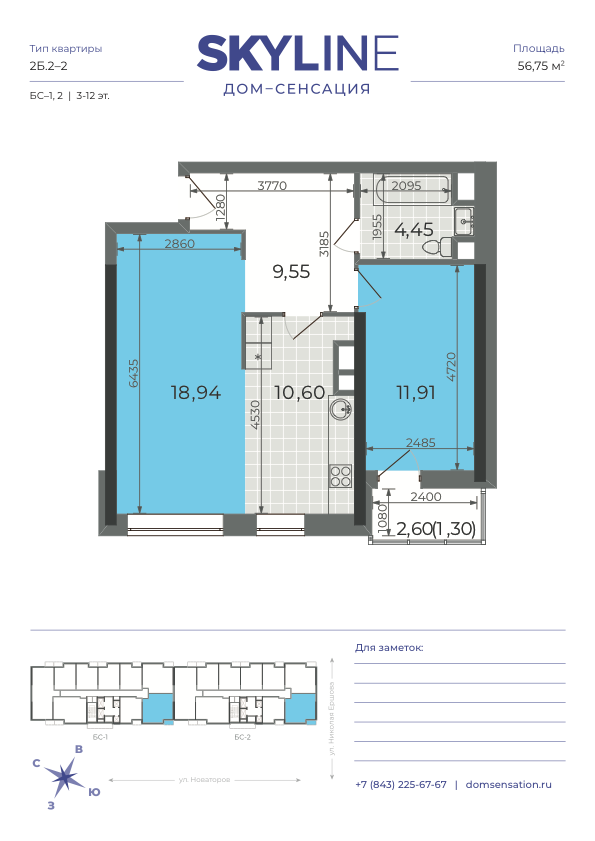 Тип квартиры
2Б.2–2
БС–1, 2 | 3-12 эт.
SKYLINE
ДОМ–СЕНСАЦИЯ
Площадь
56,75 м²
3770
2095
1280
1955
3185
4,45
2860
9,55
6435
18,94
*
10,60
4530
11,91
4720
2485
2400
1080
2,60(1,30)
БС-1
БС-2
ул. Николая Ершова
ул. Новаторов
С
В
З
Ю
Для заметок:
+7 (843) 225-67-67 | domsensation.ru